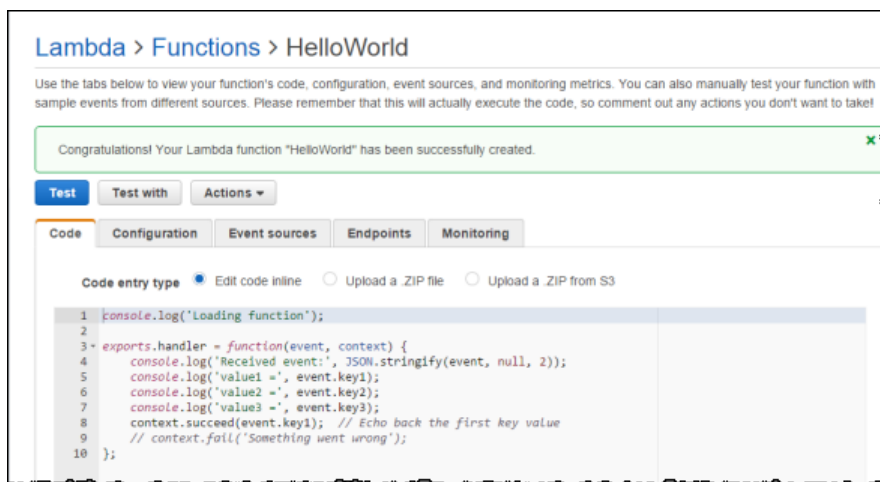 Lambda > Functions > HelloWorld
Use the tabs below to view your function's code, configuration, event sources, and monitoring metrics. You can also manually test your function with
sample events from different sources. Please remember that this will actually execute the code, so comment out any actions you don't want to take!
Congratulations! Your Lambda function "HelloWorld" has been successfully created.
Test Test with Actions
Code Configuration Event sources Endpoints Monitoring
Code entry type Edit code inline Upload a .ZIP file Upload a .ZIP from S3
1 console.log('Loading function');
2
3 exports.handler = function(event, context) {
4 console.log('Received event:', JSON.stringify(event, null, 2));
5 console.log('value1 =', event.key1);
6 console.log('value2 =', event.key2);
7 console.log('value3 =', event.key3);
8 context.succeed(event.key1); // Echo back the first key value
9 // context.fail('Something went wrong');
10 };